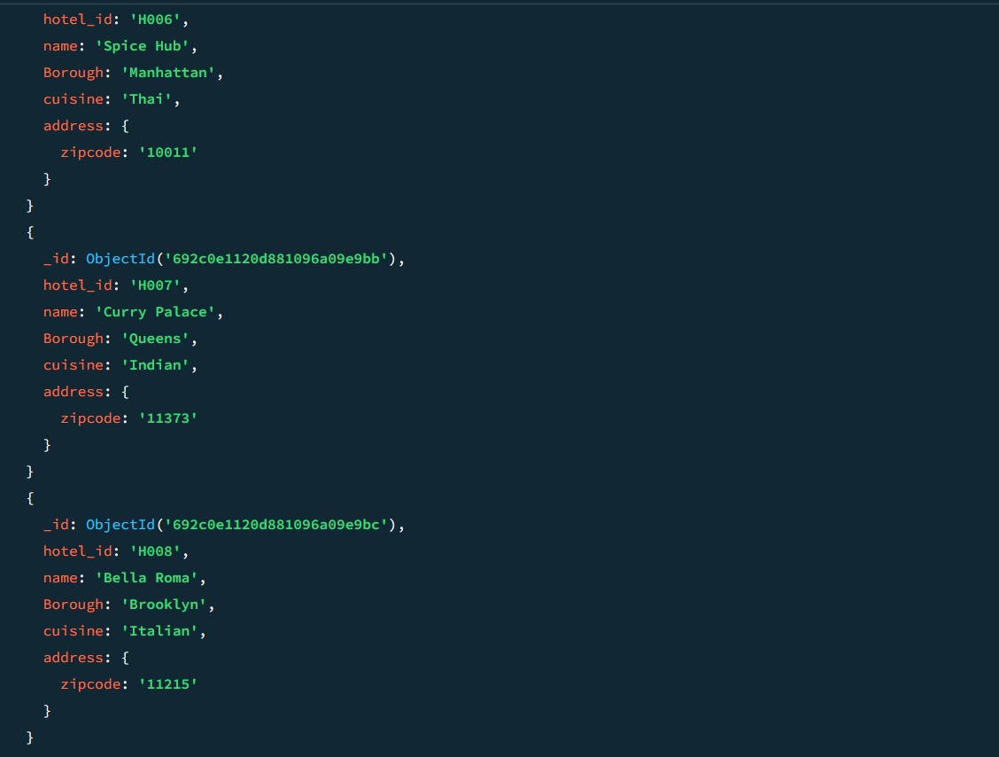 hotel_id: 'H006',
name: 'Spice Hub',
Borough: 'Manhattan',
cuisine: 'Thai',
address: {
zipcode: '10011'
}
}
{
_id: ObjectId('692c0e1120d881096a09e9bb'),
hotel_id: 'H007',
name: 'Curry Palace',
Borough: 'Queens',
cuisine: 'Indian',
address: {
zipcode: '11373'
}
}
{
_id: ObjectId('692c0e1120d881096a09e9bc'),
hotel_id: 'H008',
name: 'Bella Roma',
Borough: 'Brooklyn',
cuisine: 'Italian',
address: {
zipcode: '11215'
}
}